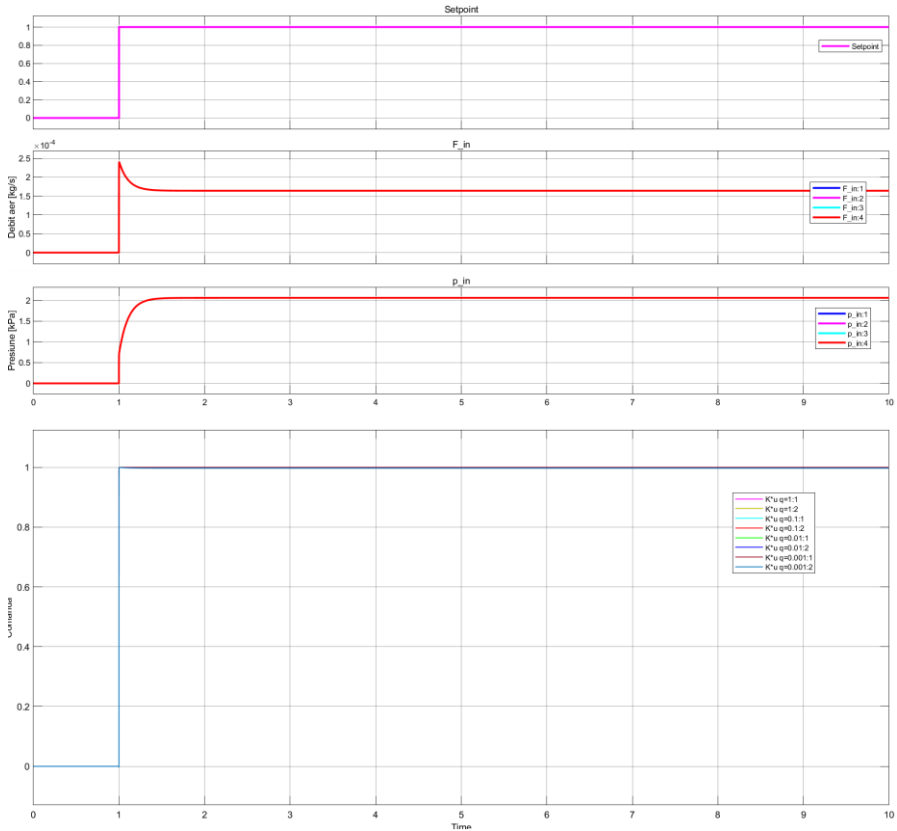 Setpoint
1
0.8
0.6
0.4
0.2
0
Setpoint
×10⁻⁴
F_in
2.5
2
1.5
1
0.5
0
Debit aer [kg/s]
F_in:1
F_in:2
F_in:3
F_in:4
p_in
2
1.5
1
0.5
0
Presiune [kPa]
p_in:1
p_in:2
p_in:3
p_in:4
0 1 2 3 4 5 6 7 8 9 10
1
0.8
0.6
0.4
0.2
0
K*u q=1:1
K*u q=1:2
K*u q=0.1:1
K*u q=0.1:2
K*u q=0.01:1
K*u q=0.01:2
K*u q=0.001:1
K*u q=0.001:2
0 1 2 3 4 5 6 7 8 9 10
Time